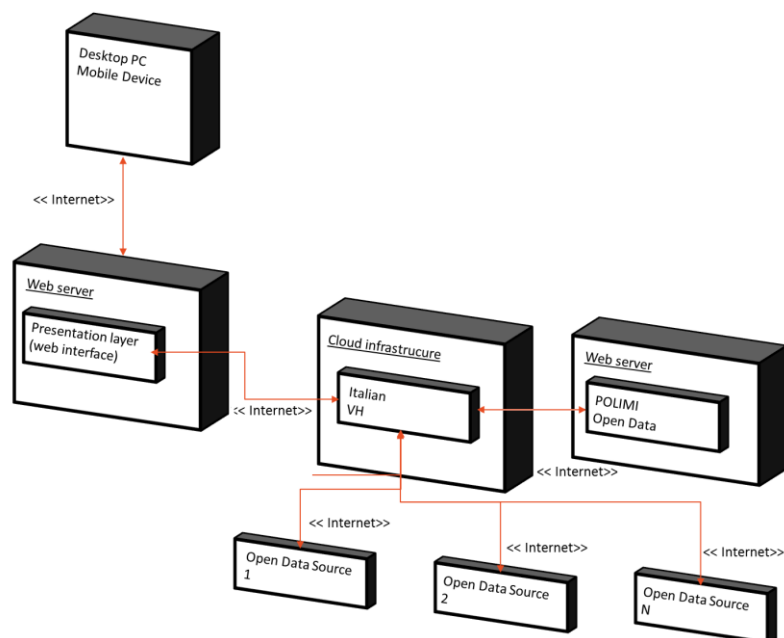 Desktop PC
Mobile Device
<< Internet>>
Web server
Presentation layer
(web interface)
<< Internet>>
Cloud infrastrucure
Italian
VH
Web server
POLIMI
Open Data
<< Internet>>
<< Internet>>
<< Internet>>
<< Internet>>
Open Data Source
1
Open Data Source
2
Open Data Source
N